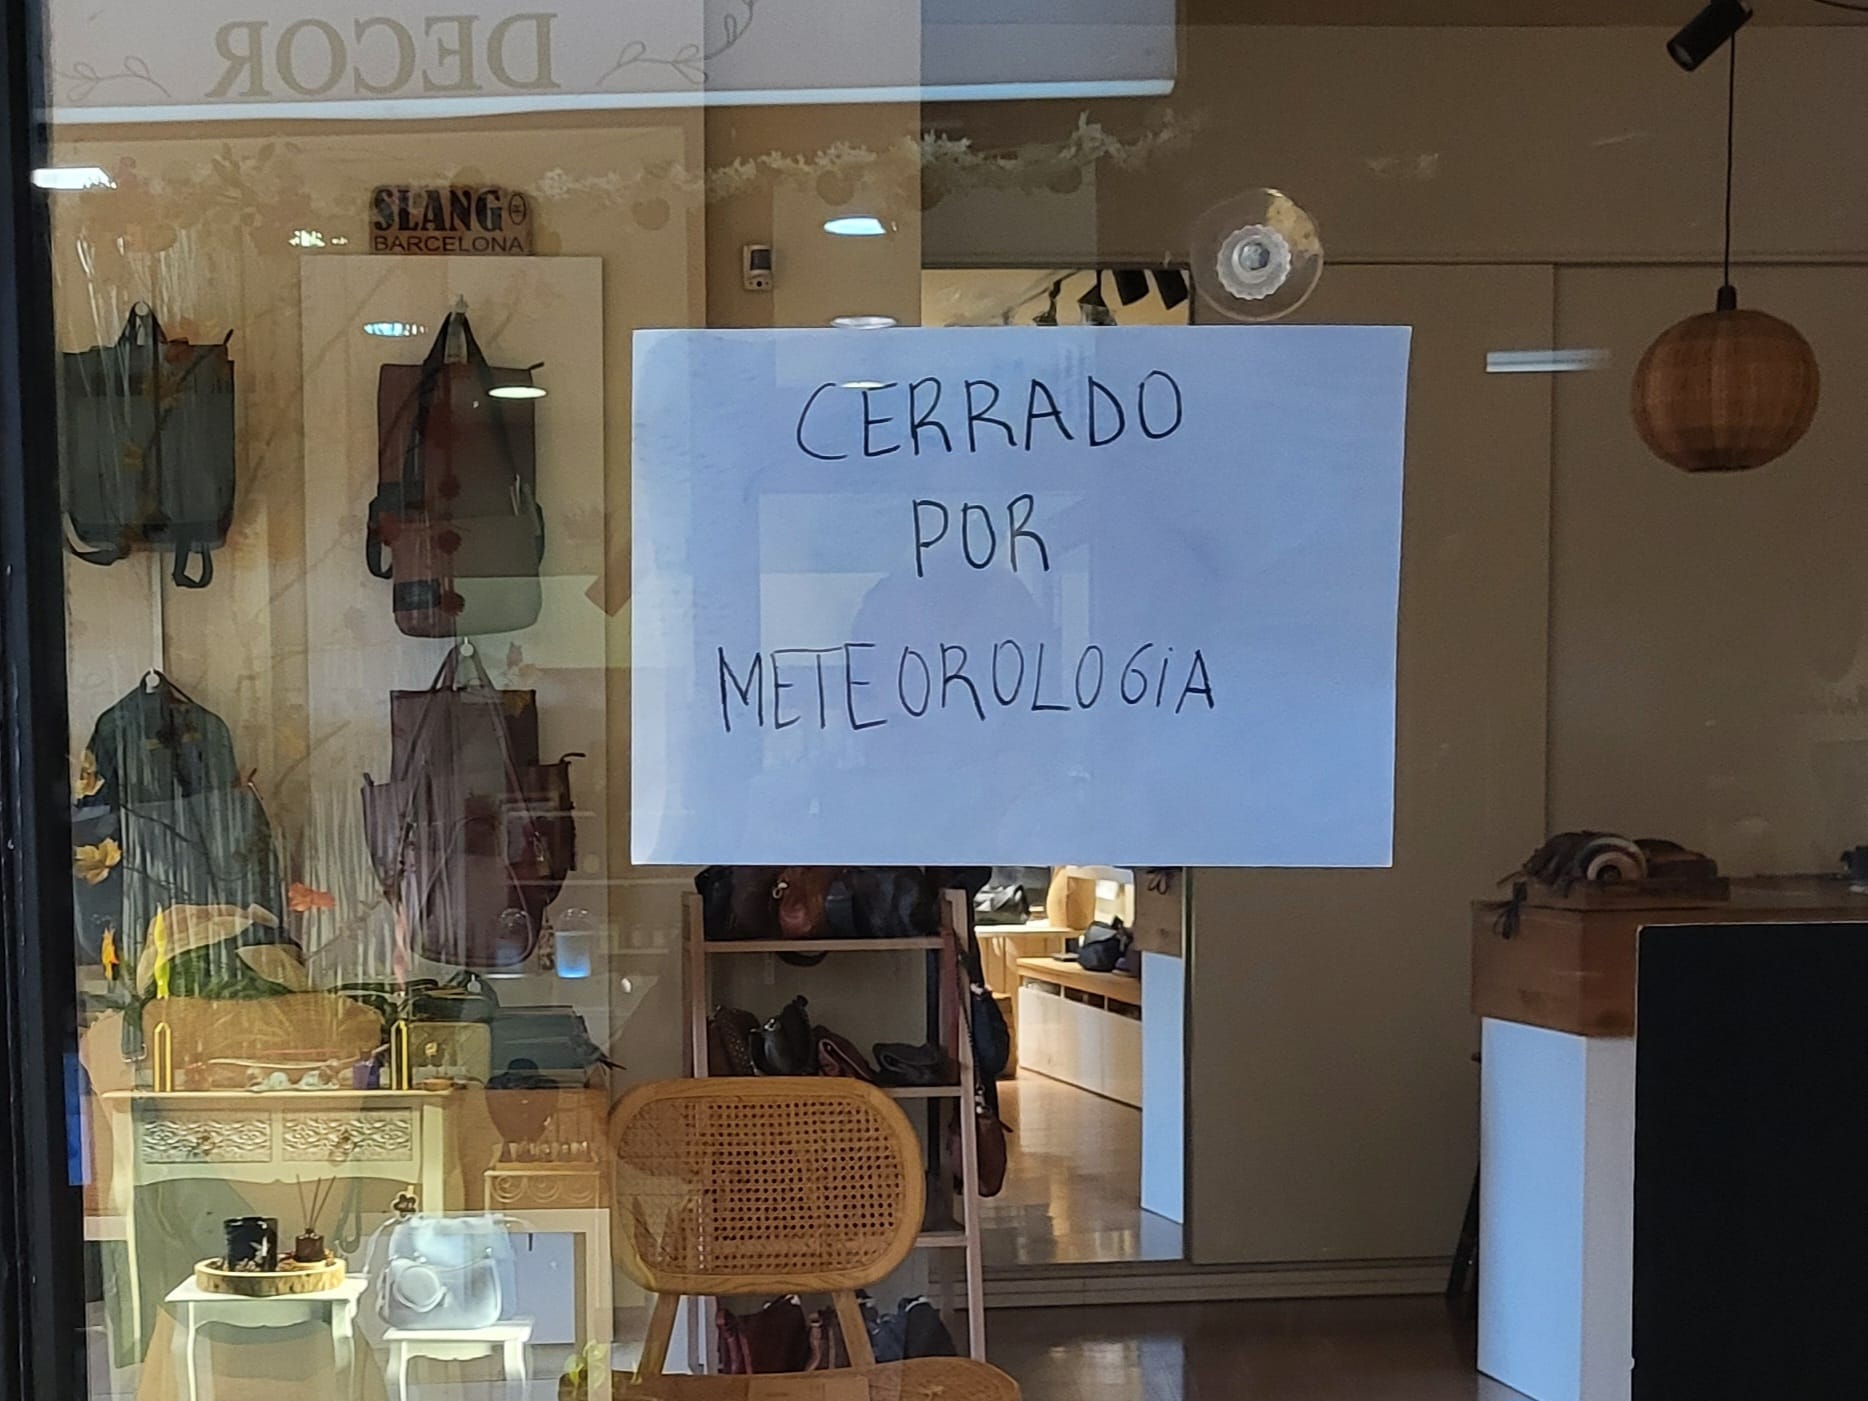 DECOR
SLANG
BARCELONA
CERRADO
POR
METEOROLOGiA